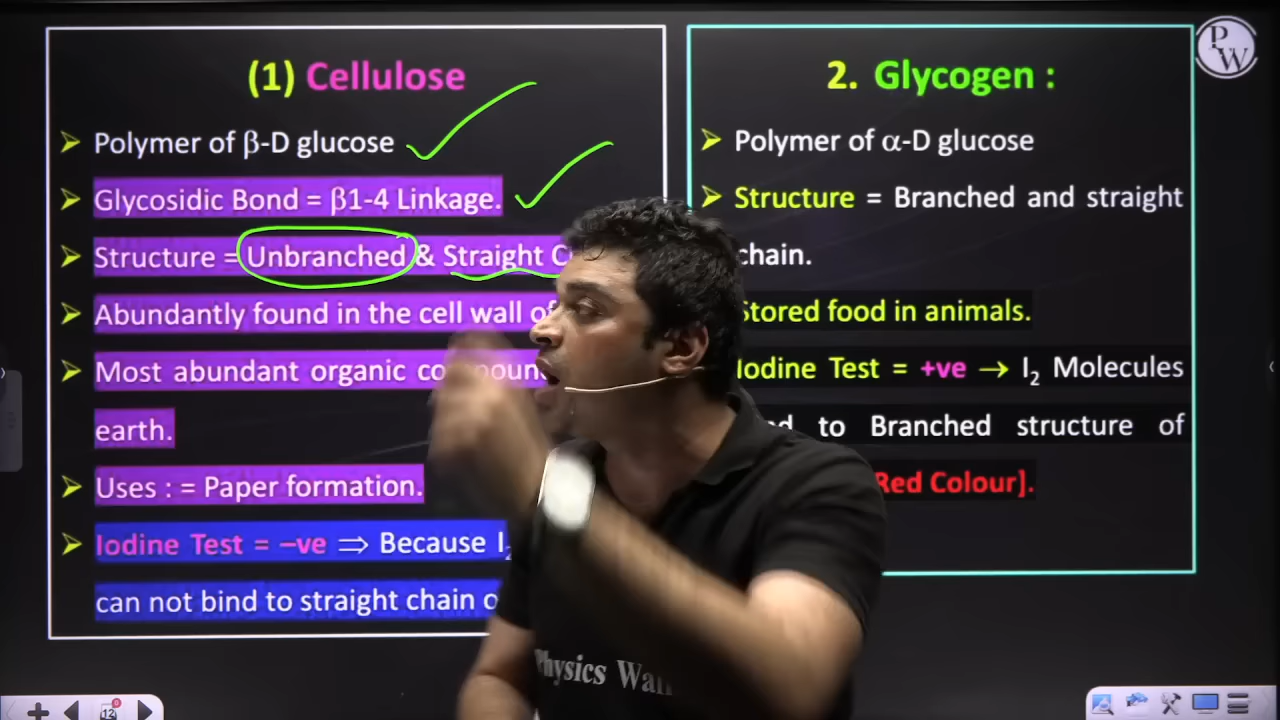 (1) Cellulose
Polymer of β-D glucose
Glycosidic Bond = β1-4 Linkage.
Structure = Unbranched & Straight
Abundantly found in the cell wall of
Most abundant organic
earth.
Uses : = Paper formation.
Iodine Test = –ve ⇒ Because I₂
can not bind to straight chain
2. Glycogen :
Polymer of α-D glucose
Structure = Branched and straight
chain.
Stored food in animals.
Iodine Test = +ve → I₂ Molecules
to Branched structure of
Red Colour].
PW
Physics
12